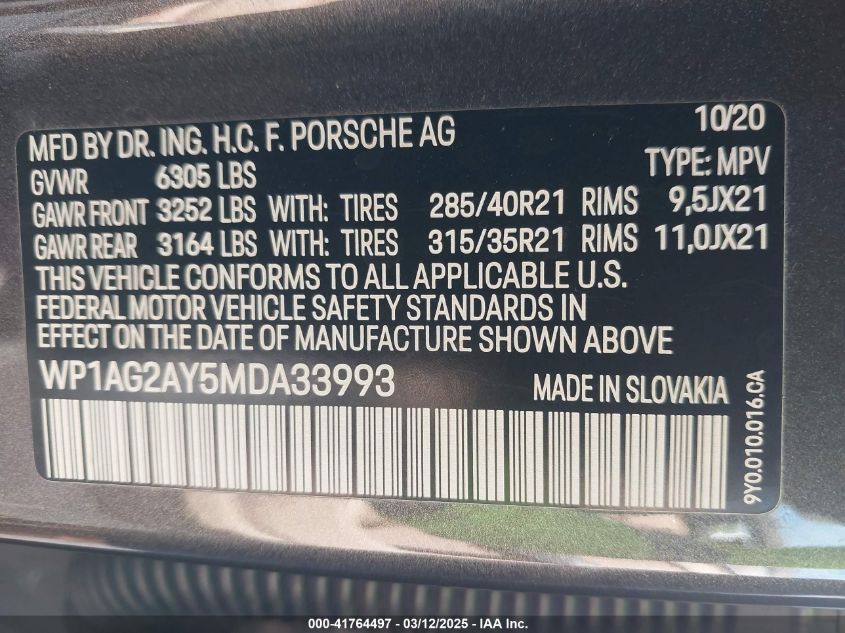 10/20
MFD BY DR. ING. H.C. F. PORSCHE AG
TYPE: MPV
GVWR 6305 LBS
GAWR FRONT 3252 LBS WITH: TIRES 285/40R21 RIMS 9,5JX21
GAWR REAR 3164 LBS WITH: TIRES 315/35R21 RIMS 11,0JX21
THIS VEHICLE CONFORMS TO ALL APPLICABLE U.S.
FEDERAL MOTOR VEHICLE SAFETY STANDARDS IN
EFFECT ON THE DATE OF MANUFACTURE SHOWN ABOVE
WP1AG2AY5MDA33993 MADE IN SLOVAKIA
9Y0.010.016.CA
000-41764497 - 03/12/2025 - IAA Inc.